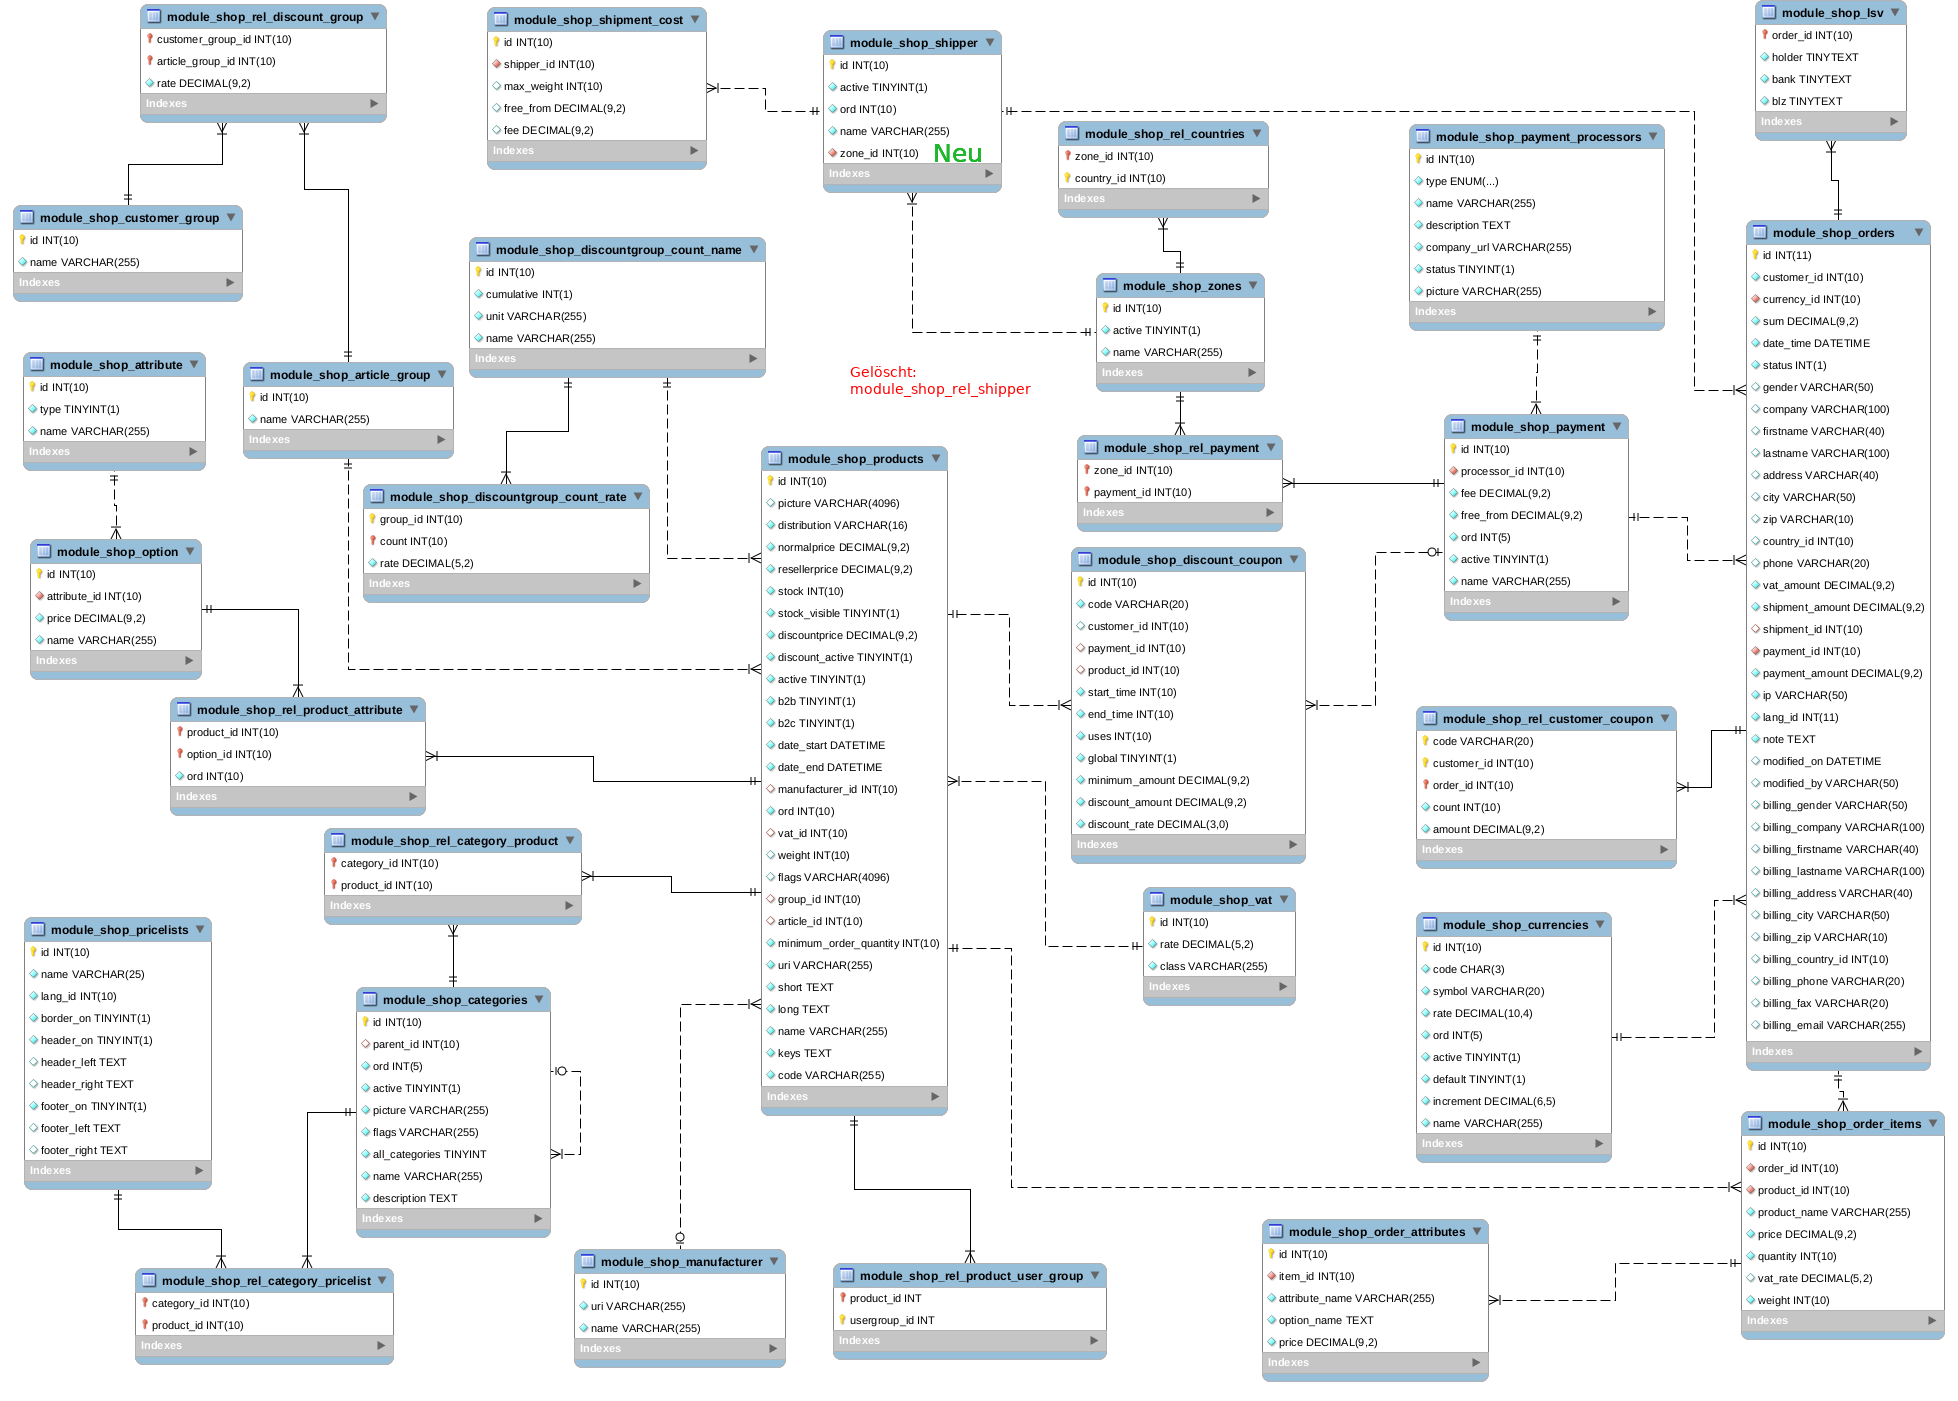 module_shop_rel_discount_group
customer_group_id INT(10)
article_group_id INT(10)
rate DECIMAL(9,2)
Indexes
module_shop_shipment_cost
id INT(10)
shipper_id INT(10)
max_weight INT(10)
free_from DECIMAL(9,2)
fee DECIMAL(9,2)
Indexes
module_shop_shipper
id INT(10)
active TINYINT(1)
ord INT(10)
name VARCHAR(255)
zone_id INT(10)
Neu
Indexes
module_shop_rel_countries
zone_id INT(10)
country_id INT(10)
Indexes
module_shop_payment_processors
id INT(10)
type ENUM(...)
name VARCHAR(255)
description TEXT
company_url VARCHAR(255)
status TINYINT(1)
picture VARCHAR(255)
Indexes
module_shop_lsv
order_id INT(10)
holder TINYTEXT
bank TINYTEXT
blz TINYTEXT
Indexes
module_shop_customer_group
id INT(10)
name VARCHAR(255)
Indexes
module_shop_discountgroup_count_name
id INT(10)
cumulative INT(1)
unit VARCHAR(255)
name VARCHAR(255)
Indexes
module_shop_zones
id INT(10)
active TINYINT(1)
name VARCHAR(255)
Indexes
module_shop_orders
id INT(11)
customer_id INT(10)
currency_id INT(10)
sum DECIMAL(9,2)
date_time DATETIME
status INT(1)
gender VARCHAR(50)
company VARCHAR(100)
firstname VARCHAR(40)
lastname VARCHAR(100)
address VARCHAR(40)
city VARCHAR(50)
zip VARCHAR(10)
country_id INT(10)
phone VARCHAR(20)
vat_amount DECIMAL(9,2)
shipment_amount DECIMAL(9,2)
shipment_id INT(10)
payment_id INT(10)
payment_amount DECIMAL(9,2)
ip VARCHAR(50)
lang_id INT(11)
note TEXT
modified_on DATETIME
modified_by VARCHAR(50)
billing_gender VARCHAR(50)
billing_company VARCHAR(100)
billing_firstname VARCHAR(40)
billing_lastname VARCHAR(100)
billing_address VARCHAR(40)
billing_city VARCHAR(50)
billing_zip VARCHAR(10)
billing_country_id INT(10)
billing_phone VARCHAR(20)
billing_fax VARCHAR(20)
billing_email VARCHAR(255)
Indexes
module_shop_attribute
id INT(10)
type TINYINT(1)
name VARCHAR(255)
Indexes
module_shop_article_group
id INT(10)
name VARCHAR(255)
Indexes
Gelöscht:
module_shop_rel_shipper
module_shop_payment
id INT(10)
processor_id INT(10)
fee DECIMAL(9,2)
free_from DECIMAL(9,2)
ord INT(5)
active TINYINT(1)
name VARCHAR(255)
Indexes
module_shop_rel_payment
zone_id INT(10)
payment_id INT(10)
Indexes
module_shop_products
id INT(10)
picture VARCHAR(4096)
distribution VARCHAR(16)
normalprice DECIMAL(9,2)
resellerprice DECIMAL(9,2)
stock INT(10)
stock_visible TINYINT(1)
discountprice DECIMAL(9,2)
discount_active TINYINT(1)
active TINYINT(1)
b2b TINYINT(1)
b2c TINYINT(1)
date_start DATETIME
date_end DATETIME
manufacturer_id INT(10)
ord INT(10)
vat_id INT(10)
weight INT(10)
flags VARCHAR(4096)
group_id INT(10)
article_id INT(10)
minimum_order_quantity INT(10)
uri VARCHAR(255)
short TEXT
long TEXT
name VARCHAR(255)
keys TEXT
code VARCHAR(255)
Indexes
module_shop_discountgroup_count_rate
group_id INT(10)
count INT(10)
rate DECIMAL(5,2)
Indexes
module_shop_option
id INT(10)
attribute_id INT(10)
price DECIMAL(9,2)
name VARCHAR(255)
Indexes
module_shop_discount_coupon
id INT(10)
code VARCHAR(20)
customer_id INT(10)
payment_id INT(10)
product_id INT(10)
start_time INT(10)
end_time INT(10)
uses INT(10)
global TINYINT(1)
minimum_amount DECIMAL(9,2)
discount_amount DECIMAL(9,2)
discount_rate DECIMAL(3,0)
Indexes
module_shop_rel_product_attribute
product_id INT(10)
option_id INT(10)
ord INT(10)
Indexes
module_shop_rel_customer_coupon
code VARCHAR(20)
customer_id INT(10)
order_id INT(10)
count INT(10)
amount DECIMAL(9,2)
Indexes
module_shop_rel_category_product
category_id INT(10)
product_id INT(10)
Indexes
module_shop_vat
id INT(10)
rate DECIMAL(5,2)
class VARCHAR(255)
Indexes
module_shop_pricelists
id INT(10)
name VARCHAR(25)
lang_id INT(10)
border_on TINYINT(1)
header_on TINYINT(1)
header_left TEXT
header_right TEXT
footer_on TINYINT(1)
footer_left TEXT
footer_right TEXT
Indexes
module_shop_currencies
id INT(10)
code CHAR(3)
symbol VARCHAR(20)
rate DECIMAL(10,4)
ord INT(5)
active TINYINT(1)
default TINYINT(1)
increment DECIMAL(6,5)
name VARCHAR(255)
Indexes
module_shop_categories
id INT(10)
parent_id INT(10)
ord INT(5)
active TINYINT(1)
picture VARCHAR(255)
flags VARCHAR(255)
all_categories TINYINT
name VARCHAR(255)
description TEXT
Indexes
module_shop_order_items
id INT(10)
order_id INT(10)
product_id INT(10)
product_name VARCHAR(255)
price DECIMAL(9,2)
quantity INT(10)
vat_rate DECIMAL(5,2)
weight INT(10)
Indexes
module_shop_order_attributes
id INT(10)
item_id INT(10)
attribute_name VARCHAR(255)
option_name TEXT
price DECIMAL(9,2)
Indexes
module_shop_manufacturer
id INT(10)
uri VARCHAR(255)
name VARCHAR(255)
Indexes
module_shop_rel_product_user_group
product_id INT
usergroup_id INT
Indexes
module_shop_rel_category_pricelist
category_id INT(10)
product_id INT(10)
Indexes